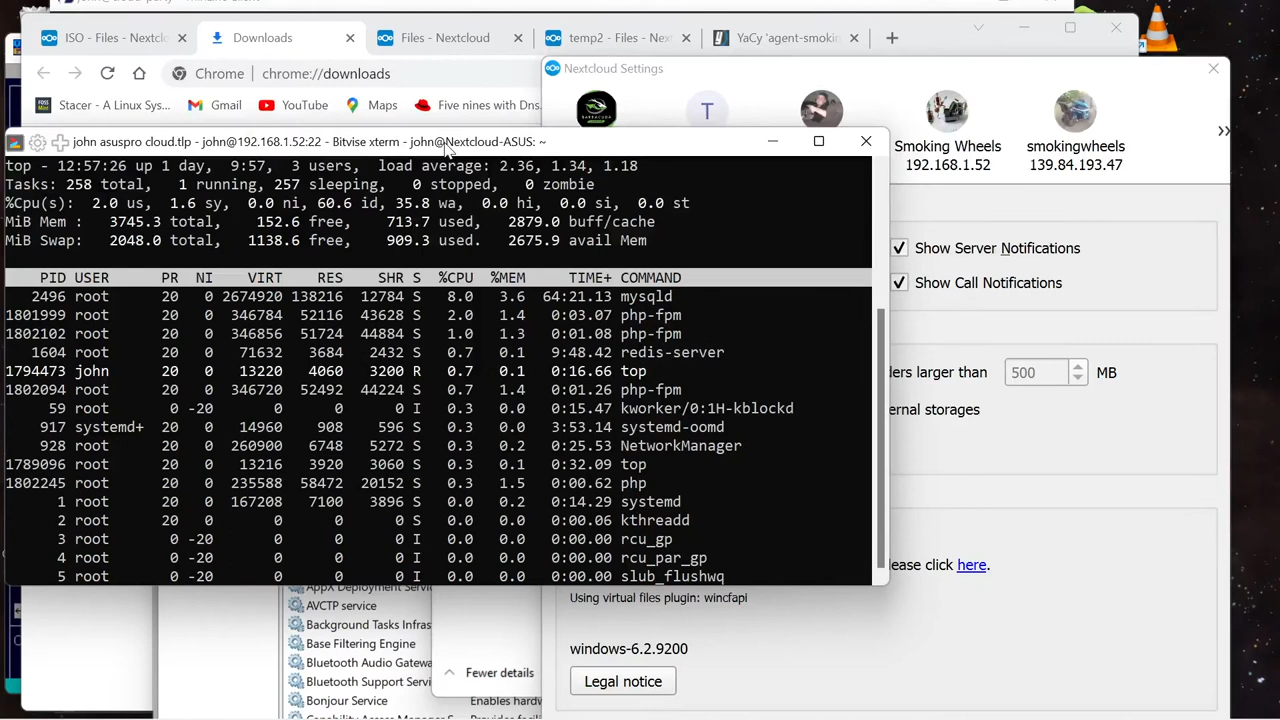 ISO - Files - Nextclo
Downloads
Files - Nextcloud
temp2 - Files - Nextc
YaCy 'agent-smokin
Chrome
chrome://downloads
Nextcloud Settings
Stacer - A Linux Sys...
Gmail
YouTube
Maps
Five nines with Dns.
T
Smoking Wheels
192.168.1.52
smokingwheels
139.84.193.47
john asuspro cloud.tlp - john@192.168.1.52:22 - Bitvise xterm - john@Nextcloud-ASUS: ~
top - 12:57:26 up 1 day, 9:57, 3 users, load average: 2.36, 1.34, 1.18
Tasks: 258 total, 1 running, 257 sleeping, 0 stopped, 0 zombie
%Cpu(s): 2.0 us, 1.6 sy, 0.0 ni, 60.6 id, 35.8 wa, 0.0 hi, 0.0 si, 0.0 st
MiB Mem : 3745.3 total, 152.6 free, 713.7 used, 2879.0 buff/cache
MiB Swap: 2048.0 total, 1138.6 free, 909.3 used. 2675.9 avail Mem
PID USER PR NI VIRT RES SHR S %CPU %MEM TIME+ COMMAND
2496 root 20 0 2674920 138216 12784 S 8.0 3.6 64:21.13 mysqld
1801999 root 20 0 346784 52116 43628 S 2.0 1.4 0:03.07 php-fpm
1802102 root 20 0 346856 51724 44884 S 1.0 1.3 0:01.08 php-fpm
1604 root 20 0 71632 3684 2432 S 0.7 0.1 9:48.42 redis-server
1794473 john 20 0 13220 4060 3200 R 0.7 0.1 0:16.66 top
1802094 root 20 0 346720 52492 44224 S 0.7 1.4 0:01.26 php-fpm
59 root 0 -20 0 0 0 I 0.3 0.0 0:15.47 kworker/0:1H-kblockd
917 systemd+ 20 0 14960 908 596 S 0.3 0.0 3:53.14 systemd-oomd
928 root 20 0 260900 6748 5272 S 0.3 0.2 0:25.53 NetworkManager
1789096 root 20 0 13216 3920 3060 S 0.3 0.1 0:32.09 top
1802245 root 20 0 235588 58472 20152 S 0.3 1.5 0:00.62 php
1 root 20 0 167208 7100 3896 S 0.0 0.2 0:14.29 systemd
2 root 20 0 0 0 0 S 0.0 0.0 0:00.06 kthreadd
3 root 0 -20 0 0 0 I 0.0 0.0 0:00.00 rcu_gp
4 root 0 -20 0 0 0 I 0.0 0.0 0:00.00 rcu_par_gp
5 root 0 -20 0 0 0 I 0.0 0.0 0:00.00 slub_flushwq
Show Server Notifications
Show Call Notifications
ders larger than
500
MB
ernal storages
ease click here.
Using virtual files plugin: wincfapi
windows-6.2.9200
Legal notice
AppX Deployment Servic
AVCTP service
Background Tasks Infras
Base Filtering Engine
Bluetooth Audio Gatewa
Bluetooth Support Servi
Bonjour Service
Fewer details
Enables hardw